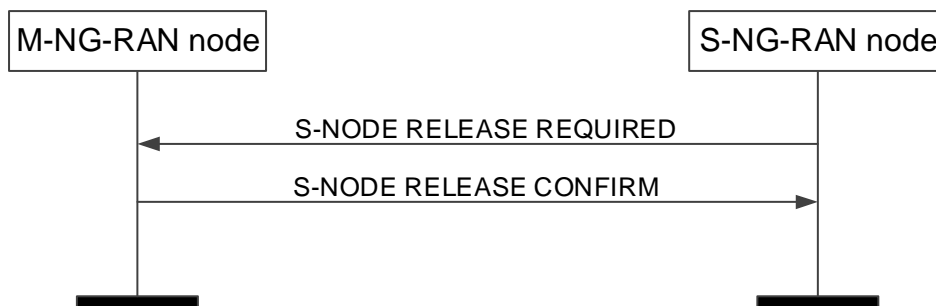 M-NG-RAN node
S-NG-RAN node
S-NODE RELEASE REQUIRED
S-NODE RELEASE CONFIRM